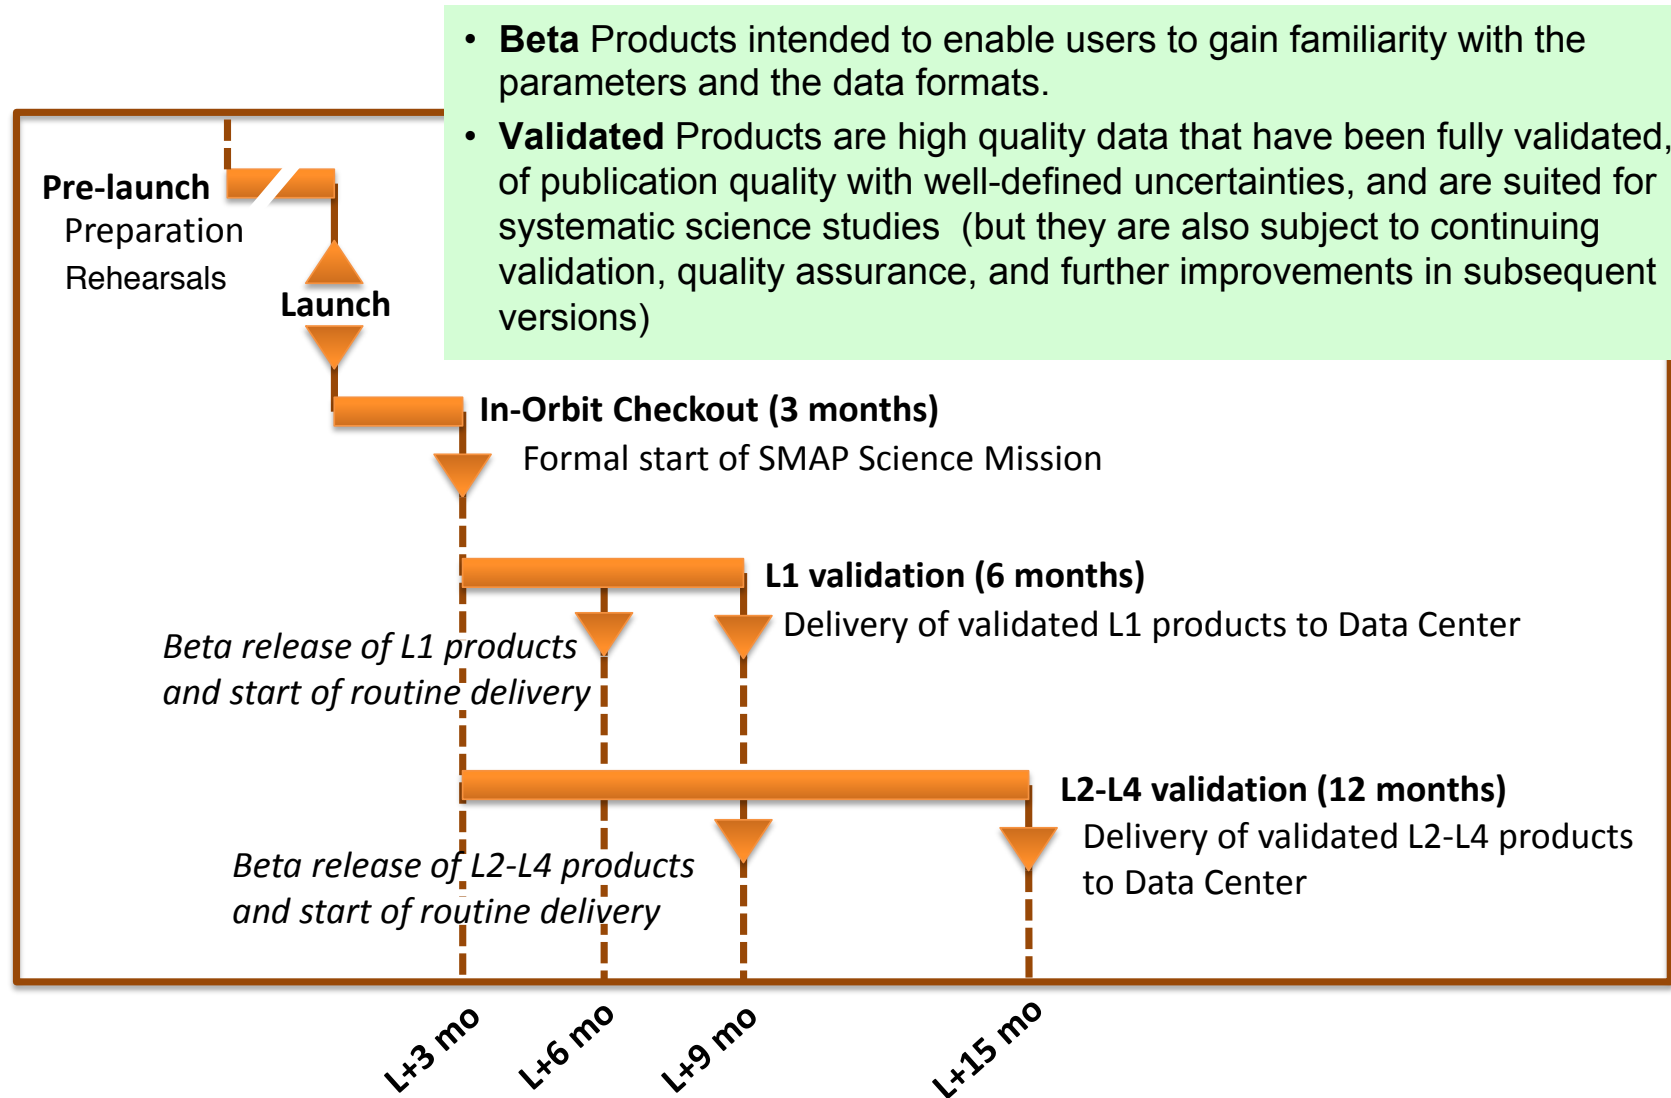 • Beta Products intended to enable users to gain familiarity with the
parameters and the data formats.
• Validated Products are high quality data that have been fully validated,
of publication quality with well-defined uncertainties, and are suited for
systematic science studies (but they are also subject to continuing
validation, quality assurance, and further improvements in subsequent
versions)
Pre-launch
Preparation
Rehearsals
Launch
In-Orbit Checkout (3 months)
Formal start of SMAP Science Mission
L1 validation (6 months)
Delivery of validated L1 products to Data Center
Beta release of L1 products
and start of routine delivery
L2-L4 validation (12 months)
Delivery of validated L2-L4 products
to Data Center
Beta release of L2-L4 products
and start of routine delivery
L+3 mo
L+6 mo
L+9 mo
L+15 mo